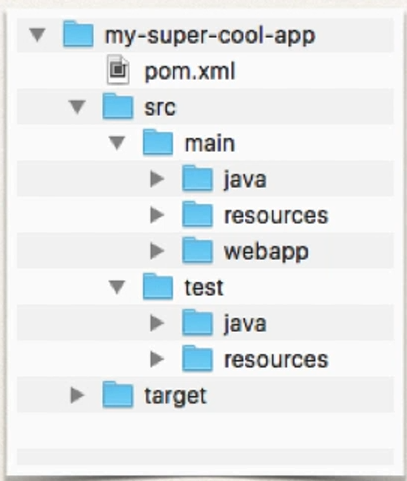 my-super-cool-app
pom.xml
src
main
java
resources
webapp
test
java
resources
target